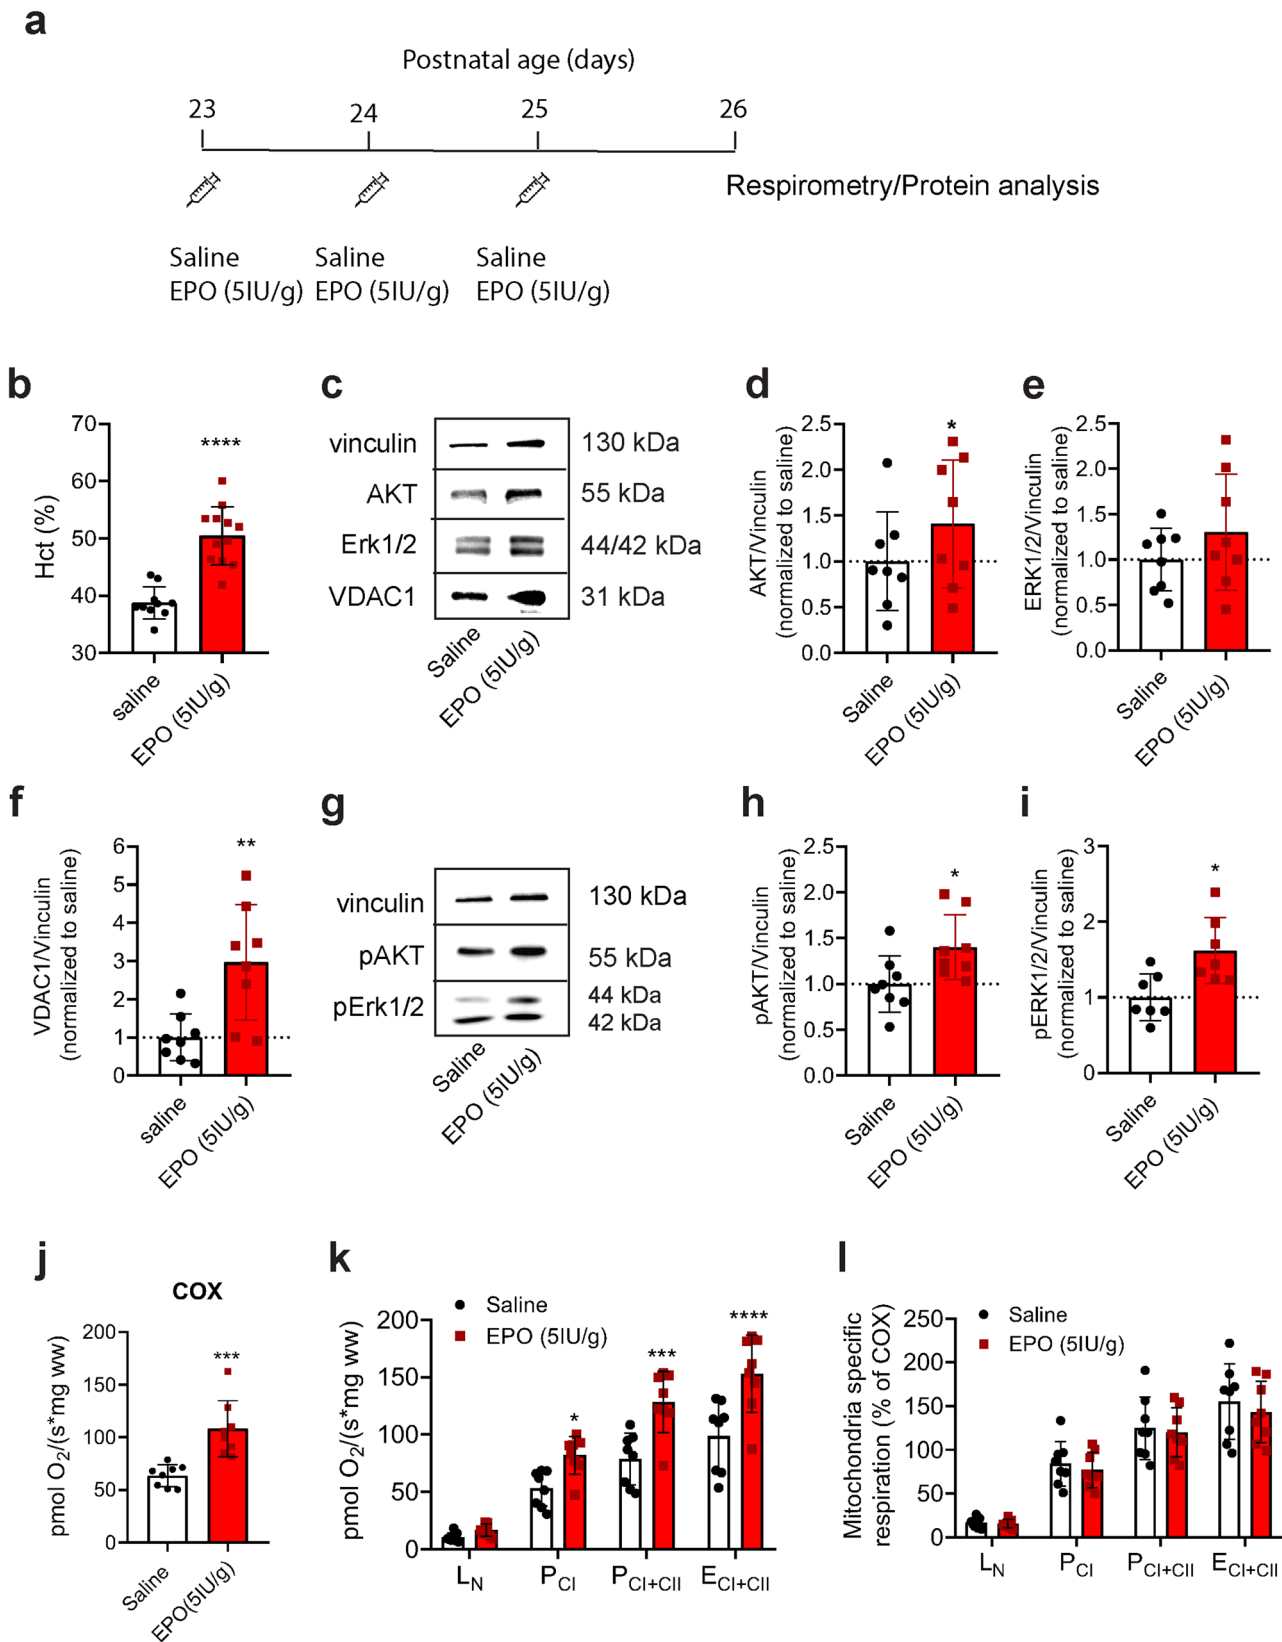 a
Postnatal age (days)
23 24 25 26
Respirometry/Protein analysis
Saline Saline Saline
EPO (5IU/g) EPO (5IU/g) EPO (5IU/g)
b
Hct (%)
70
60
50
40
30
****
saline
EPO (5IU/g)
c
vinculin 130 kDa
AKT 55 kDa
Erk1/2 44/42 kDa
VDAC1 31 kDa
Saline
EPO (5IU/g)
d
AKT/Vinculin
(normalized to saline)
2.5
2.0
1.5
1.0
0.5
0.0
*
Saline
EPO (5IU/g)
e
ERK1/2/Vinculin
(normalized to saline)
2.5
2.0
1.5
1.0
0.5
0.0
Saline
EPO (5IU/g)
f
VDAC1/Vinculin
(normalized to saline)
6
5
4
3
2
1
0
**
saline
EPO (5IU/g)
g
vinculin 130 kDa
pAKT 55 kDa
pErk1/2 44 kDa
42 kDa
Saline
EPO (5IU/g)
h
pAKT/Vinculin
(normalized to saline)
2.5
2.0
1.5
1.0
0.5
0.0
*
Saline
EPO (5IU/g)
i
pERK1/2/Vinculin
(normalized to saline)
3
2
1
0
*
Saline
EPO (5IU/g)
j
COX
pmol O2/(s*mg ww)
200
150
100
50
0
***
Saline
EPO(5IU/g)
k
pmol O2/(s*mg ww)
200
150
100
50
0
Saline
EPO (5IU/g)
* *** ****
LN PCI PCI+CII ECI+CII
l
Mitochondria specific
respiration (% of COX)
250
200
150
100
50
0
Saline
EPO (5IU/g)
LN PCI PCI+CII ECI+CII